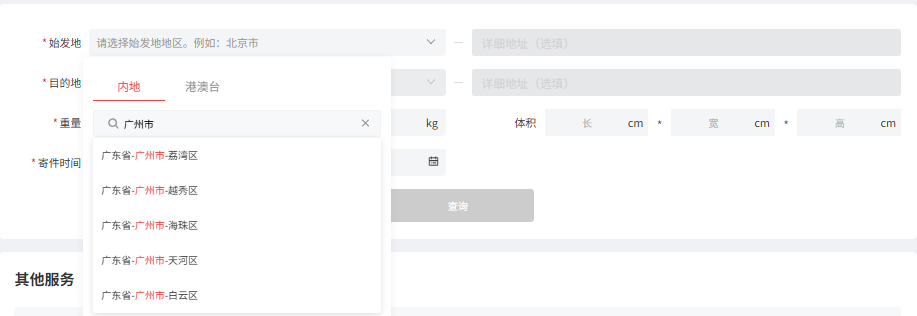 * 始发地 请选择始发地地区。例如：北京市 — 详细地址（选填）
* 目的地 — 详细地址（选填）
内地 港澳台
* 重量 kg 体积 长 cm * 宽 cm * 高 cm
广州市
* 寄件时间
广东省-广州市-荔湾区
广东省-广州市-越秀区
查询
广东省-广州市-海珠区
广东省-广州市-天河区
其他服务
广东省-广州市-白云区